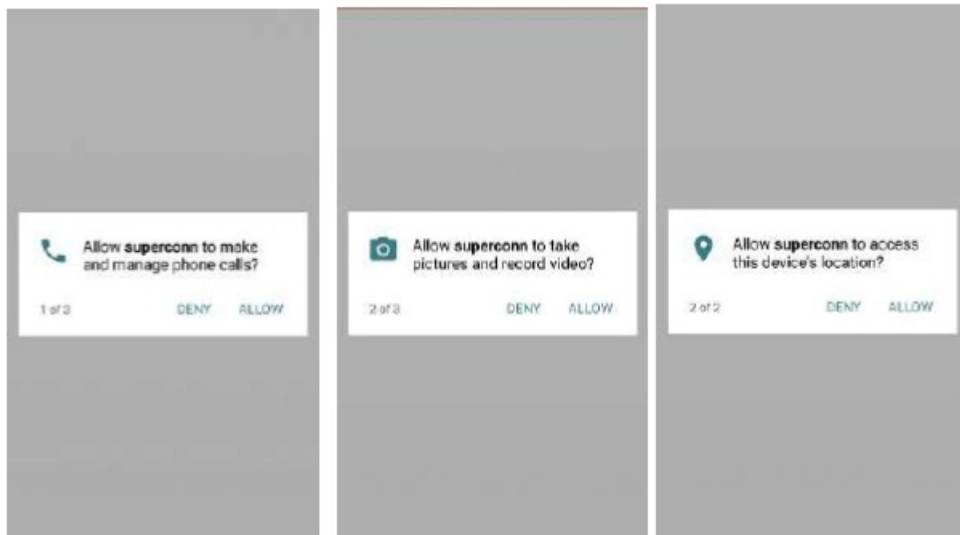 Allow superconn to make
and manage phone calls?
1 of 3
DENY
ALLOW
Allow superconn to take
pictures and record video?
2 of 3
DENY
ALLOW
Allow superconn to access
this device's location?
2 of 2
DENY
ALLOW